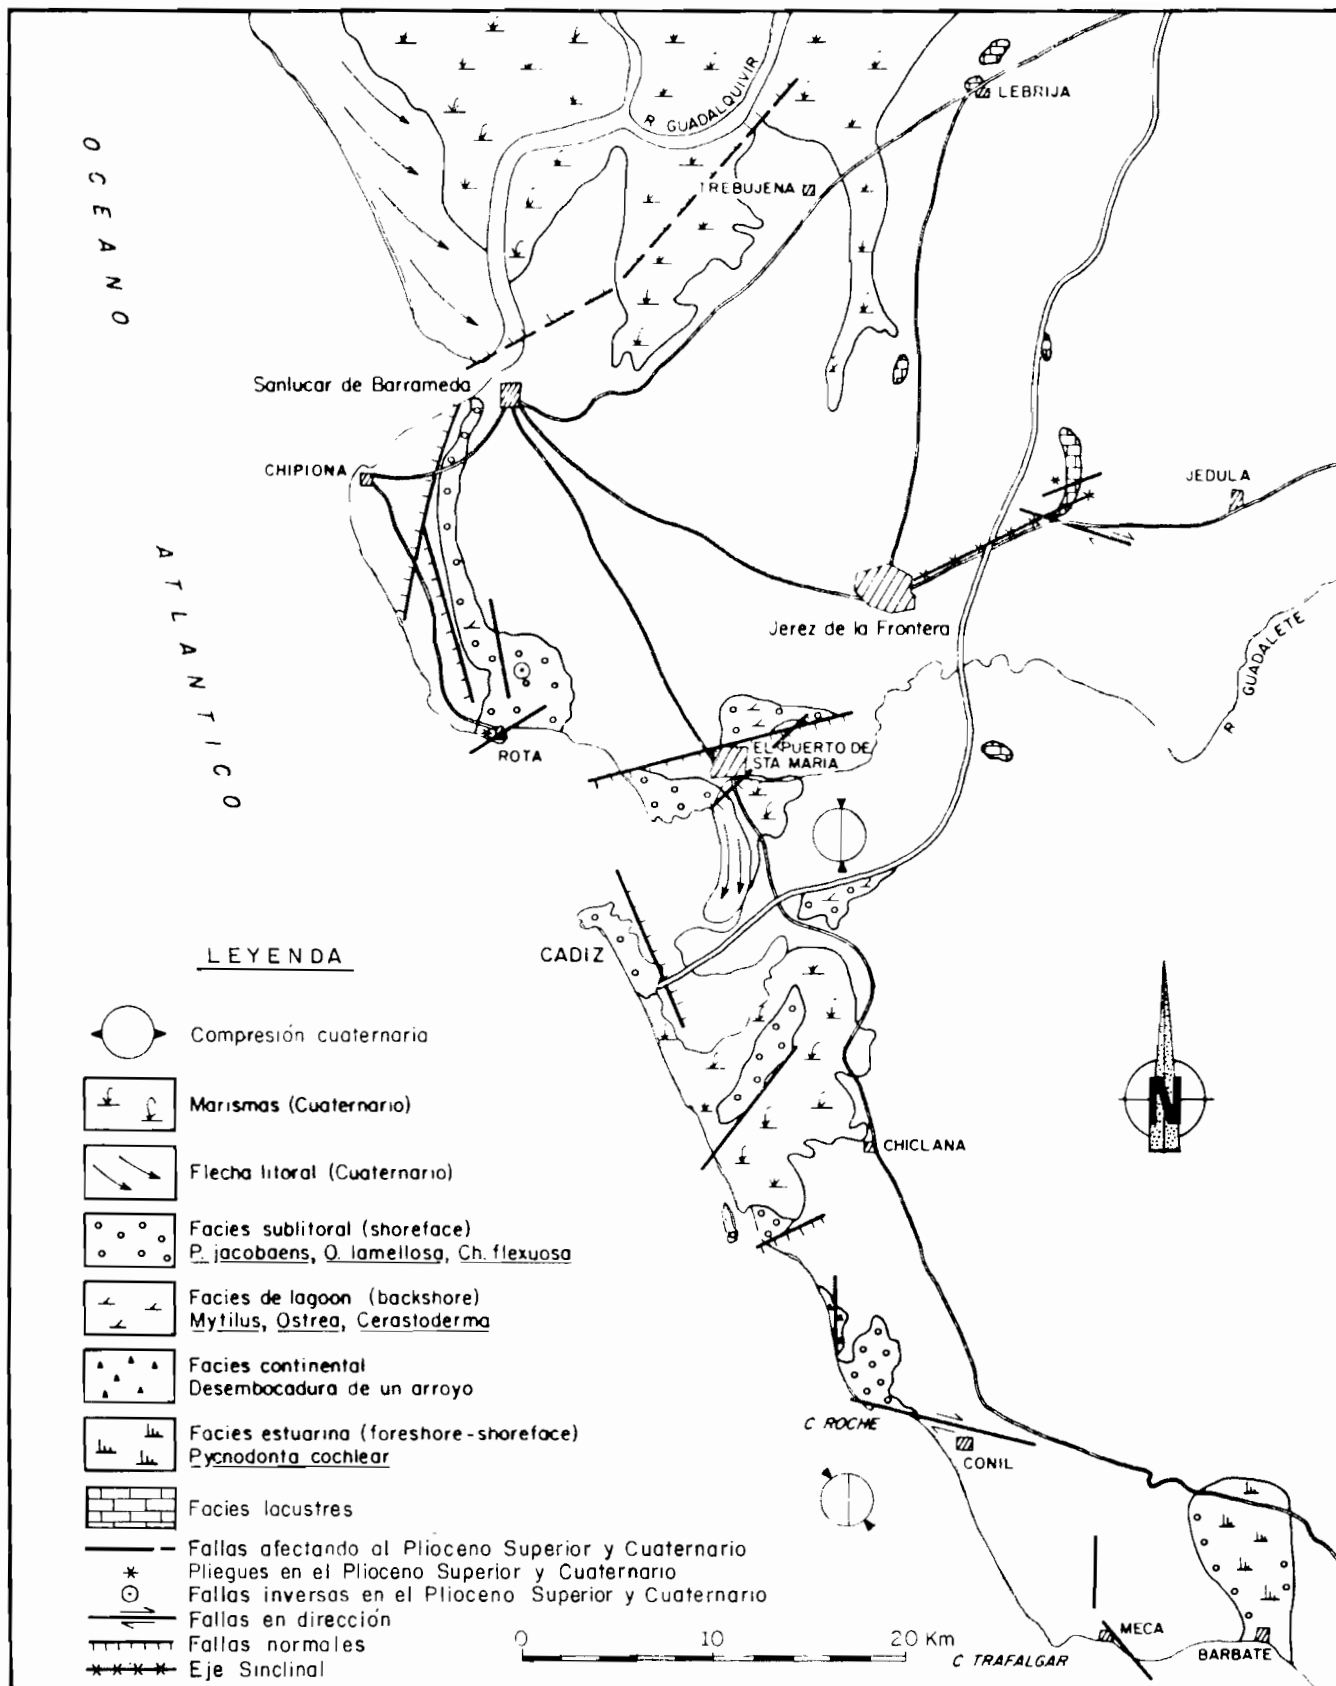 R GUADALQUIVIR
LEBRIJA
TREBUJENA
OCEANO
ATLANTICO
Sanlucar de Barrameda
CHIPIONA
JEDULA
Jerez de la Frontera
R GUADALETE
ROTA
EL PUERTO DE
STA MARIA
CADIZ
N
CHICLANA
C ROCHE
CONIL
MECA
BARBATE
C TRAFALGAR
0 10 20 Km
LEYENDA
Compresión cuaternaria
Marismas (Cuaternario)
Flecha litoral (Cuaternario)
Facies sublitoral (shoreface)
P. jacobaens, O. lamellosa, Ch. flexuosa
Facies de lagoon (backshore)
Mytilus, Ostrea, Cerastoderma
Facies continental
Desembocadura de un arroyo
Facies estuarina (foreshore-shoreface)
Pycnodonta cochlear
Facies lacustres
Fallas afectando al Plioceno Superior y Cuaternario
Pliegues en el Plioceno Superior y Cuaternario
Fallas inversas en el Plioceno Superior y Cuaternario
Fallas en dirección
Fallas normales
Eje Sinclinal